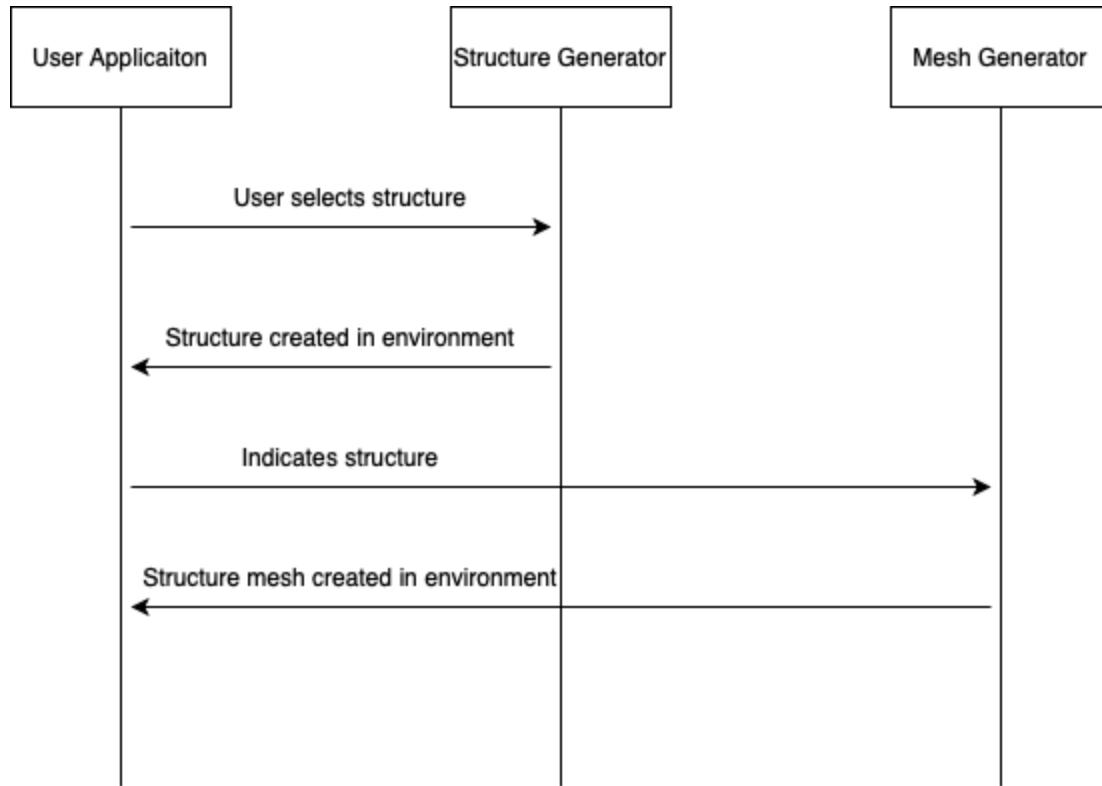 User Applicaiton
Structure Generator
Mesh Generator
User selects structure
Structure created in environment
Indicates structure
Structure mesh created in environment